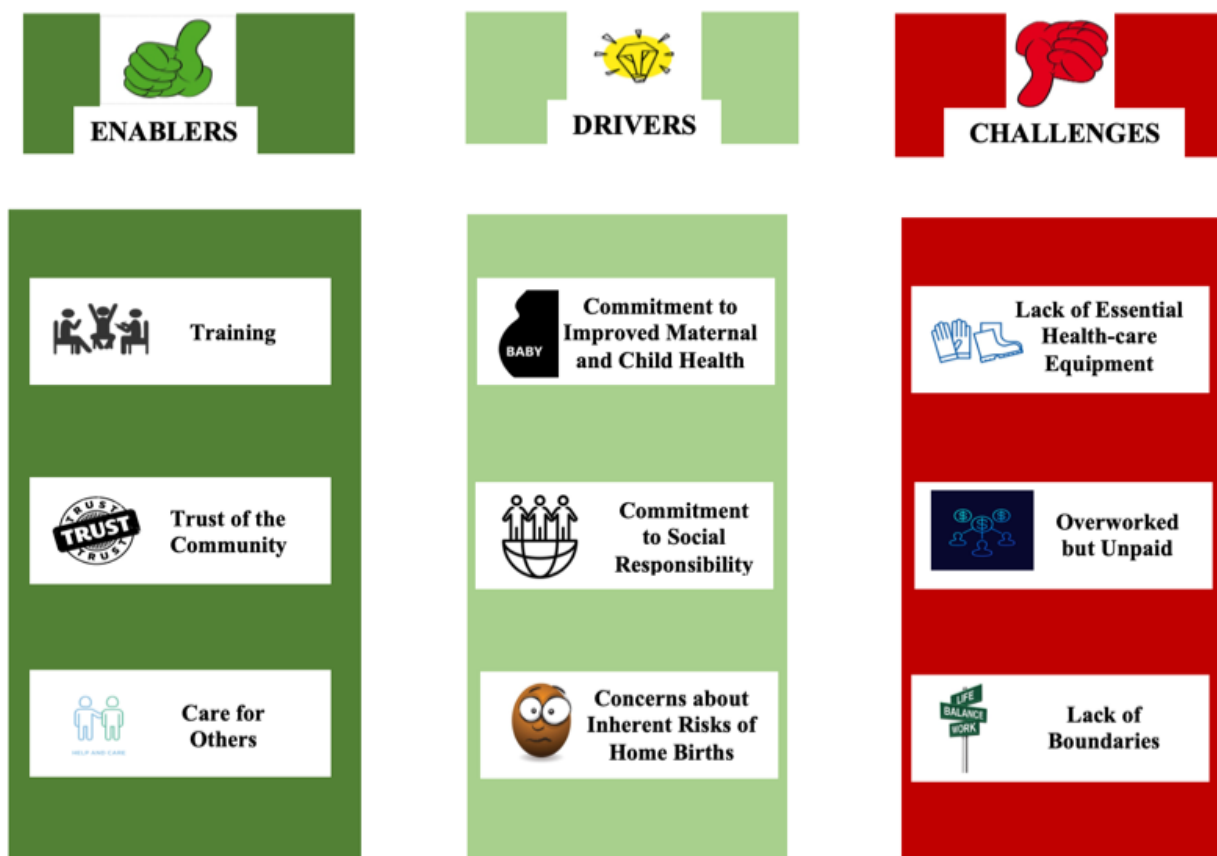 ENABLERS
DRIVERS
CHALLENGES
Training
TRUST
TRUST
TRUST
Trust of the
Community
HELP AND CARE
Care for
Others
BABY
Commitment to
Improved Maternal
and Child Health
Commitment
to Social
Responsibility
Concerns about
Inherent Risks of
Home Births
Lack of Essential
Health-care
Equipment
$ $ $
Overworked
but Unpaid
LIFE
BALANCE
WORK
Lack of
Boundaries